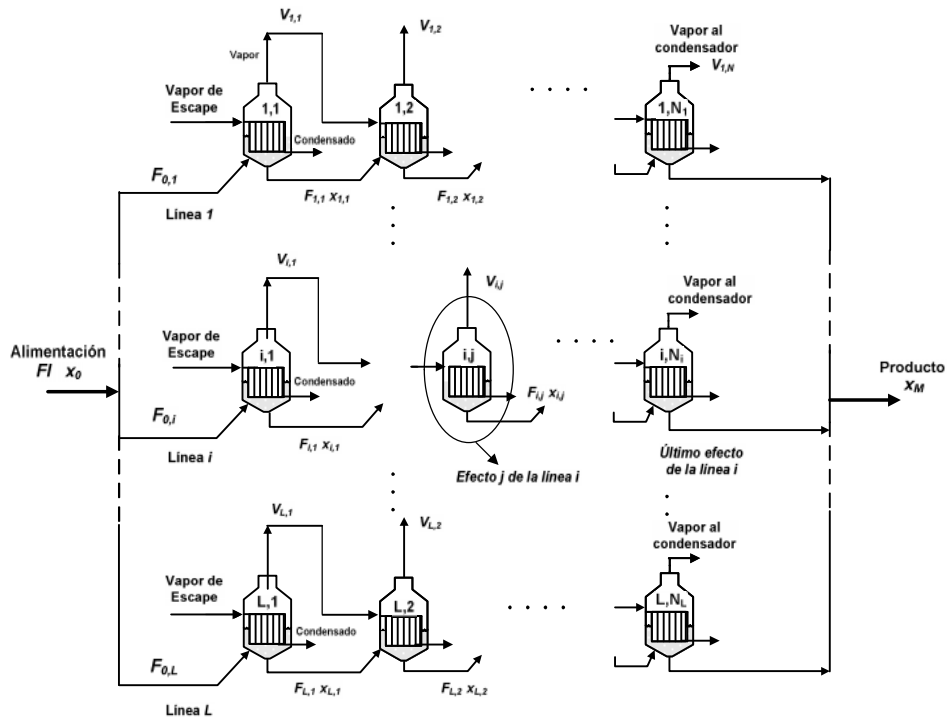 V1,1
V1,2
Vapor al
condensador
V1,N
Vapor
Vapor de
Escape
1,1
1,2
1,N1
Condensado
F0,1
F1,1 x1,1
F1,2 x1,2
Línea 1
Vi,1
Vi,j
Vapor al
condensador
Vapor de
Escape
i,1
i,j
i,Ni
Alimentación
FI x0
Condensado
Fi,j xi,j
Producto
xM
F0,i
Fi,1 xi,1
Línea i
Efecto j de la línea i
Último efecto
de la línea i
VL,1
VL,2
Vapor al
condensador
Vapor de
Escape
L,1
L,2
L,NL
Condensado
F0,L
FL,1 xL,1
FL,2 xL,2
Línea L